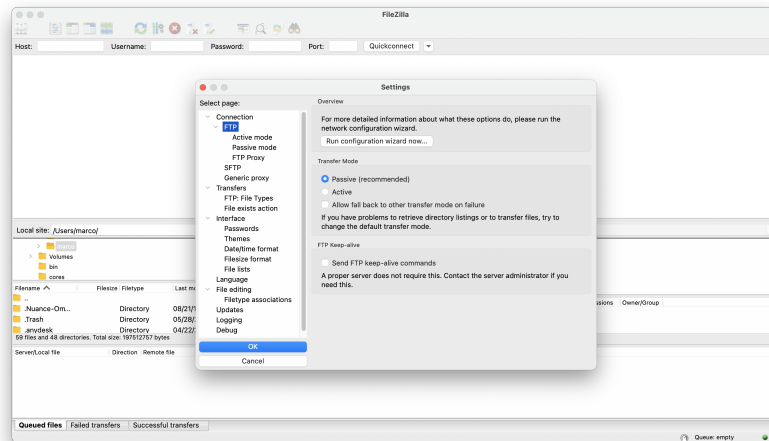 FileZilla
Host: Username: Password: Port: Quickconnect
Settings
Select page:
Connection
FTP
Active mode
Passive mode
FTP Proxy
SFTP
Generic proxy
Transfers
FTP: File Types
File exists action
Interface
Passwords
Themes
Date/time format
Filesize format
File lists
Language
File editing
Filetype associations
Updates
Logging
Debug
OK
Cancel
Overview
For more detailed information about what these options do, please run the
network configuration wizard.
Run configuration wizard now...
Transfer Mode
Passive (recommended)
Active
Allow fall back to other transfer mode on failure
If you have problems to retrieve directory listings or to transfer files, try to
change the default transfer mode.
FTP Keep-alive
Send FTP keep-alive commands
A proper server does not require this. Contact the server administrator if you
need this.
Local site: /Users/marco/
marco
Volumes
bin
cores
Filename Filesize Filetype Last mo
..
.Nuance-Om... Directory 08/21/1
.Trash Directory 05/28/
.anydesk Directory 04/22/
59 files and 48 directories. Total size: 197512757 bytes
ssions Owner/Group
Server/Local file Direction Remote file
Queued files Failed transfers Successful transfers
Queue: empty